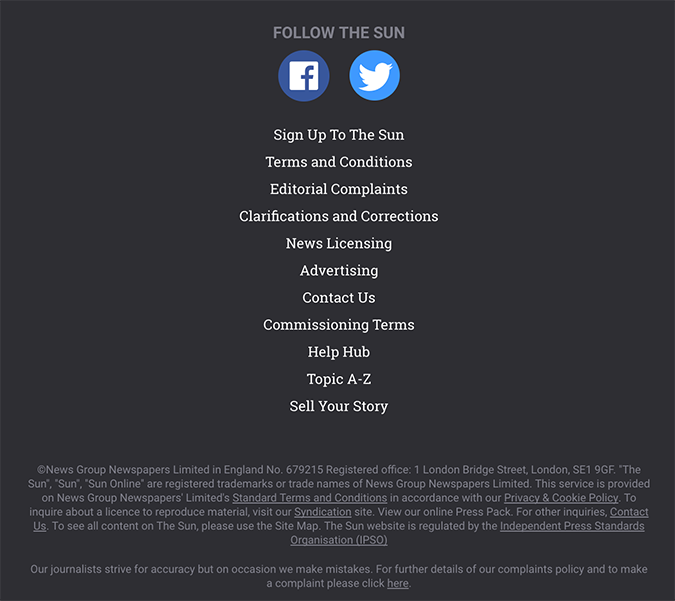 FOLLOW THE SUN
Sign Up To The Sun
Terms and Conditions
Editorial Complaints
Clarifications and Corrections
News Licensing
Advertising
Contact Us
Commissioning Terms
Help Hub
Topic A-Z
Sell Your Story
©News Group Newspapers Limited in England No. 679215 Registered office: 1 London Bridge Street, London, SE1 9GF. "The
Sun", "Sun", "Sun Online" are registered trademarks or trade names of News Group Newspapers Limited. This service is provided
on News Group Newspapers' Limited's Standard Terms and Conditions in accordance with our Privacy & Cookie Policy. To
inquire about a licence to reproduce material, visit our Syndication site. View our online Press Pack. For other inquiries, Contact
Us. To see all content on The Sun, please use the Site Map. The Sun website is regulated by the Independent Press Standards
Organisation (IPSO)
Our journalists strive for accuracy but on occasion we make mistakes. For further details of our complaints policy and to make
a complaint please click here.